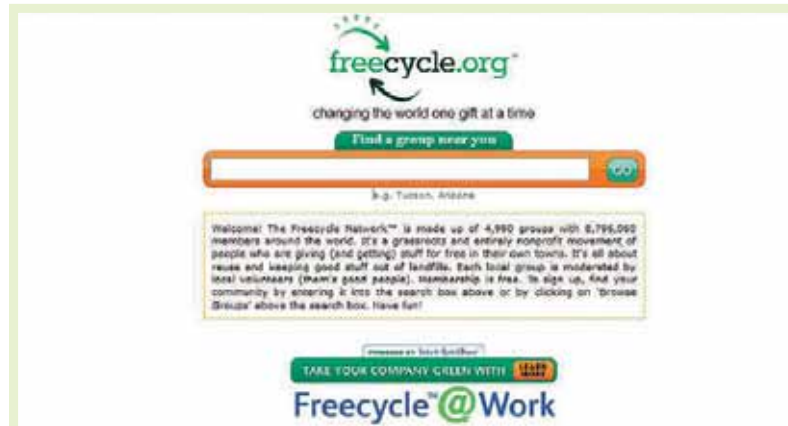 freecycle.org™
changing the world one gift at a time
Find a group near you
GO
e.g. Tucson, Arizona
Welcome! The Freecycle Network™ is made up of 4,990 groups with members around the world. It's a grassroots and entirely nonprofit movement of
people who are giving (and getting) stuff for free in their own towns. It's all about
reuse and keeping good stuff out of landfills. Each local group is moderated by
local volunteers (them's good people). Membership is free. To sign up, find your
community by entering it into the search box above or by clicking on 'Browse
Groups' above the search box. Have fun!
TAKE YOUR COMPANY GREEN WITH LEARN
MORE
Freecycle™@Work